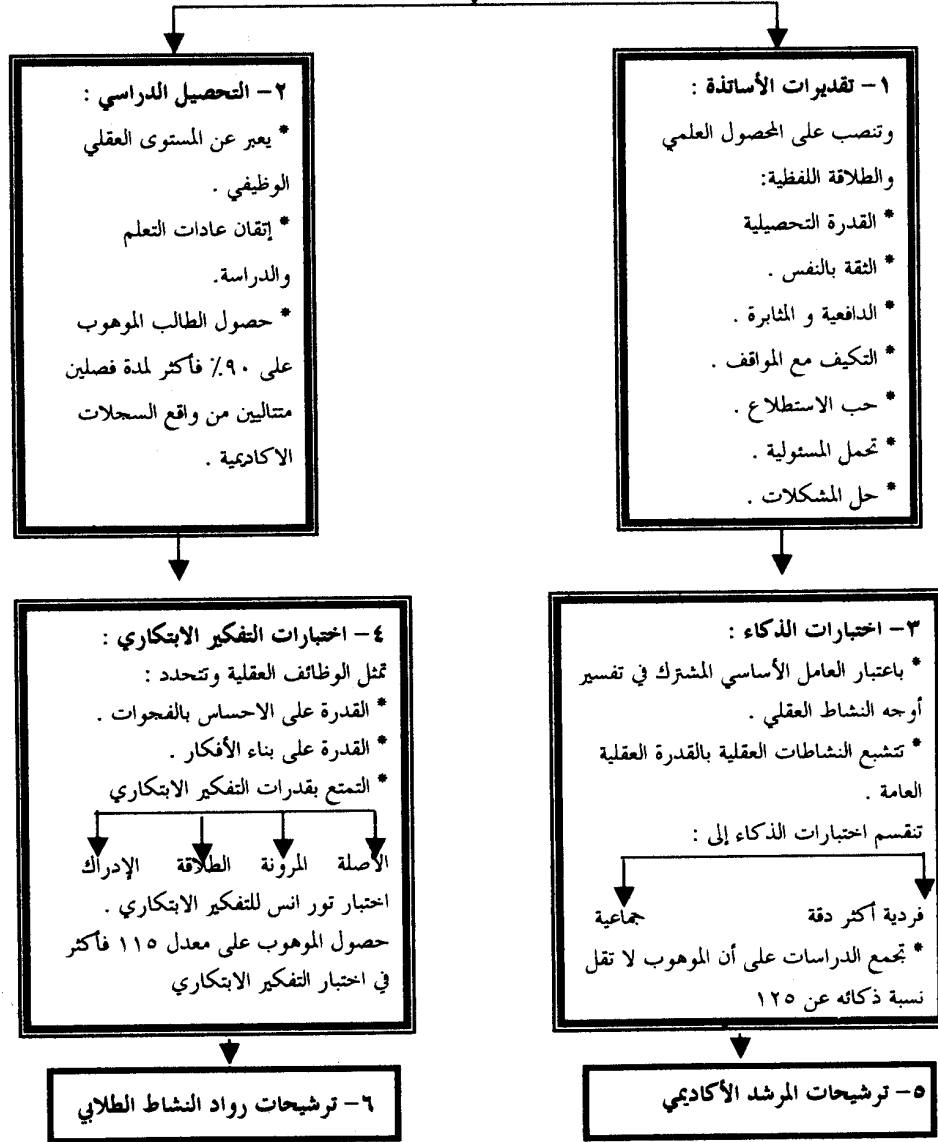 ١- تقديرات الأساتذة :
وتنصب على المحصول العلمي
والطلاقة اللفظية:
* القدرة التحصيلية
* الثقة بالنفس .
* الدافعية و المثابرة .
* التكيف مع المواقف .
* حب الاستطلاع .
* تحمل المسئولية .
* حل المشكلات .
٢- التحصيل الدراسي :
* يعبر عن المستوى العقلي
الوظيفي .
* إتقان عادات التعلم
والدراسة.
* حصول الطالب الموهوب
على ٩٠٪ فأكثر لمدة فصلين
متتاليين من واقع السجلات
الاكاديمية .
٣- اختبارات الذكاء :
* باعتبار العامل الأساسي المشترك في تفسير
أوجه النشاط العقلي .
* تتشبع النشاطات العقلية بالقدرة العقلية
العامة .
تنقسم اختبارات الذكاء إلى :
فردية أكثر دقة جماعية
* تجمع الدراسات على أن الموهوب لا تقل
نسبة ذكائه عن ١٢٥
٤- اختبارات التفكير الابتكاري :
تمثل الوظائف العقلية وتتحدد :
* القدرة على الاحساس بالفجوات .
* القدرة على بناء الأفكار .
* التمتع بقدرات التفكير الابتكاري
الأصلة المرونة الطلاقة الإدراك
اختبار تور انس للتفكير الابتكاري .
حصول الموهوب على معدل ١١٥ فأكثر
في اختبار التفكير الابتكاري
٥- ترشيحات المرشد الأكاديمي
٦- ترشيحات رواد النشاط الطلابي